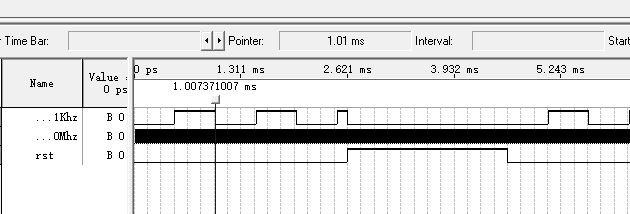 Time Bar: Pointer: 1.01 ms Interval: Start
Name Value : 0 ps
0 ps 1.311 ms 2.621 ms 3.932 ms 5.243 ms
1.007371007 ms
...1Khz B 0
...0Mhz B 0
rst B 0